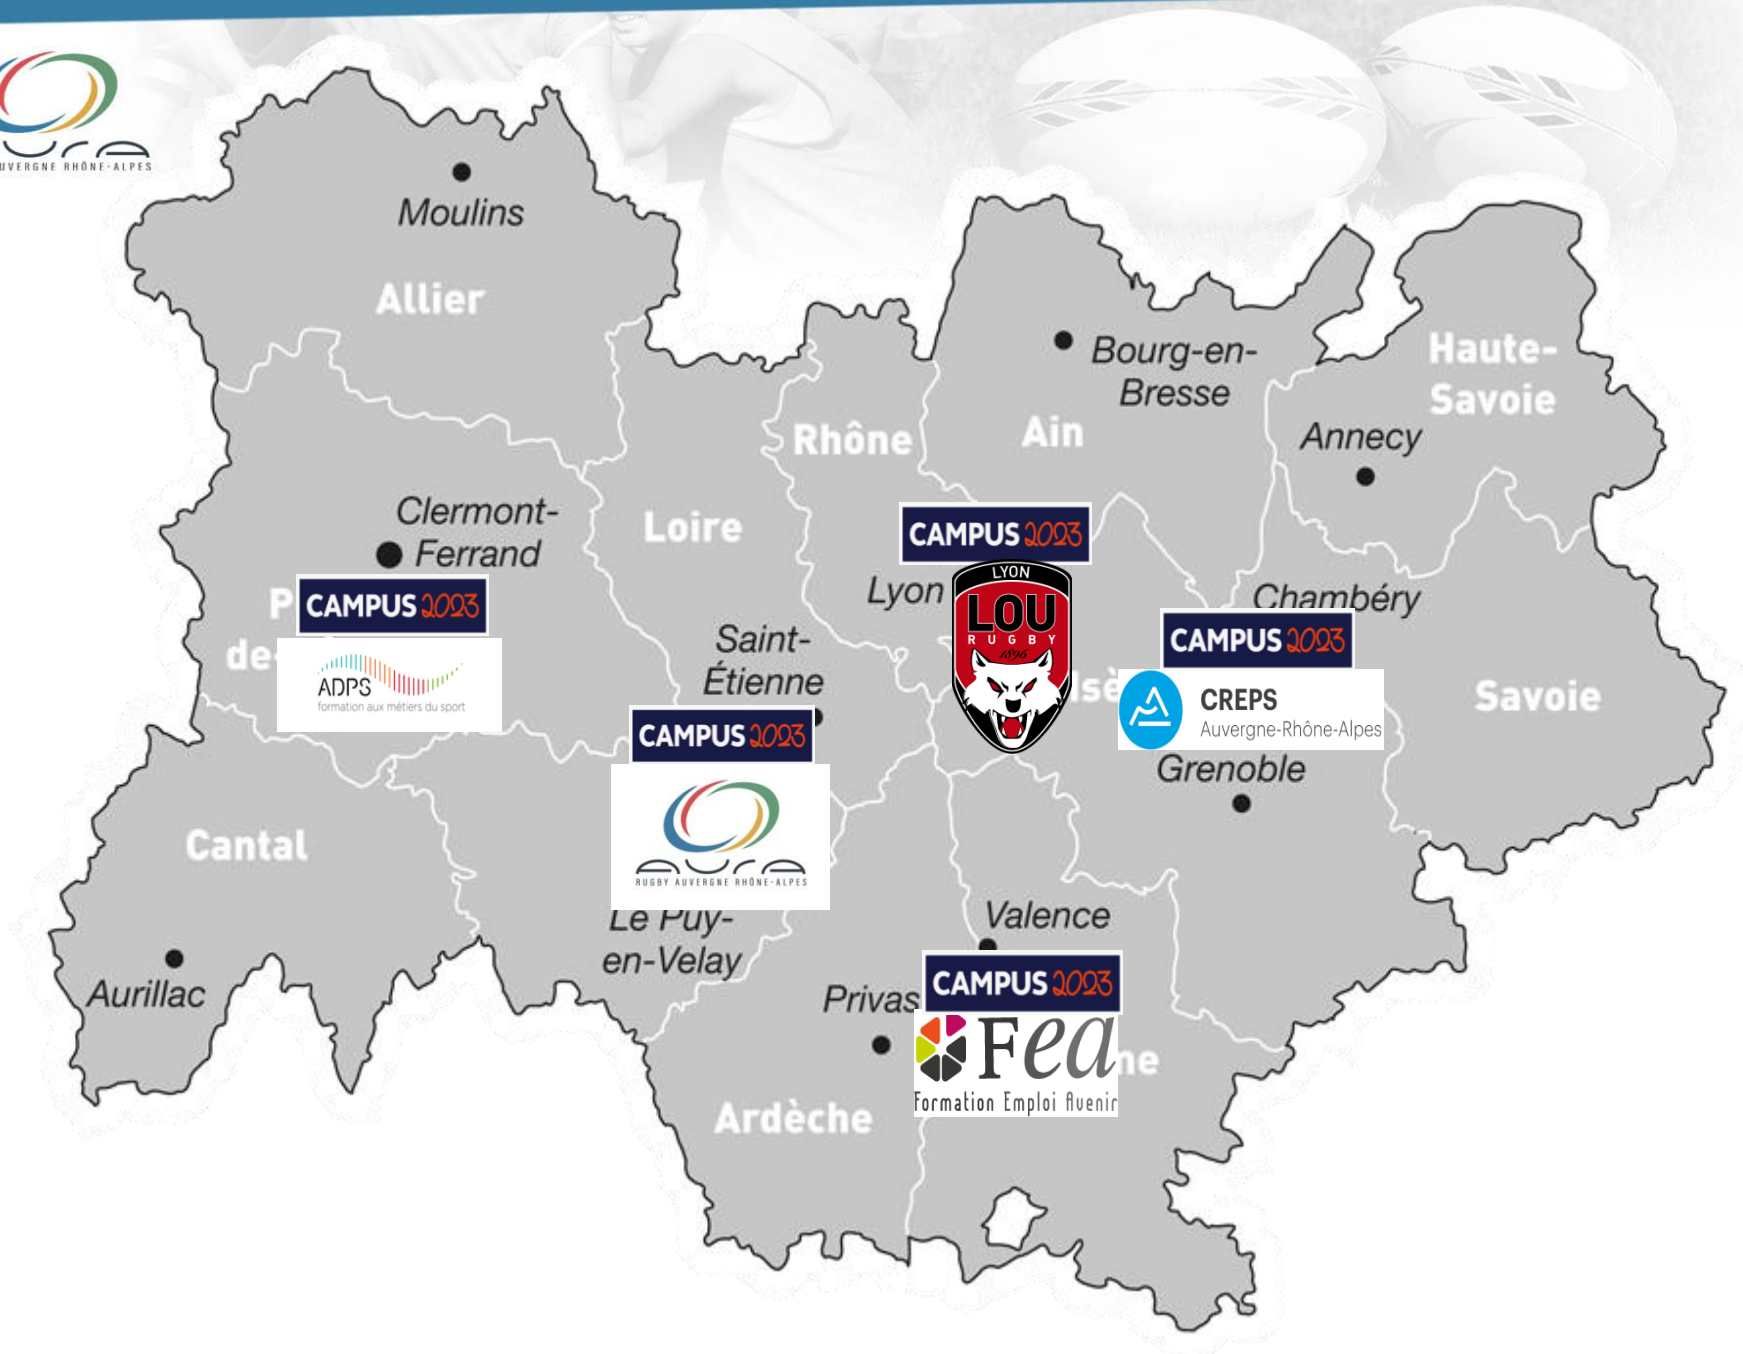 UVERGNE RHÔNE-ALPES
Moulins
Allier
Bourg-en-
Bresse
Haute-
Savoie
Annecy
Ain
Rhône
Loire
Clermont-
Ferrand
CAMPUS 2023
ADPS
formation aux métiers du sport
CAMPUS 2023
Lyon
LYON
LOU
RUGBY
1896
Saint-
Étienne
CAMPUS 2023
AURA
RUGBY AUVERGNE RHÔNE-ALPES
Chambéry
CAMPUS 2023
CREPS
Auvergne-Rhône-Alpes
Grenoble
Savoie
Cantal
Aurillac
Le Puy-
en-Velay
Valence
CAMPUS 2023
Fea
Formation Emploi Avenir
Privas
Ardèche